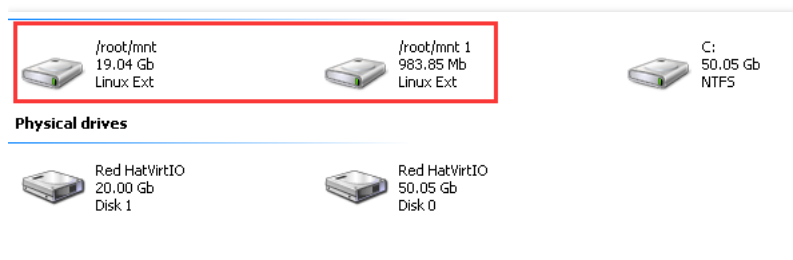 /root/mnt
19.04 Gb
Linux Ext
/root/mnt 1
983.85 Mb
Linux Ext
C:
50.05 Gb
NTFS
Physical drives
Red HatVirtIO
20.00 Gb
Disk 1
Red HatVirtIO
50.05 Gb
Disk 0